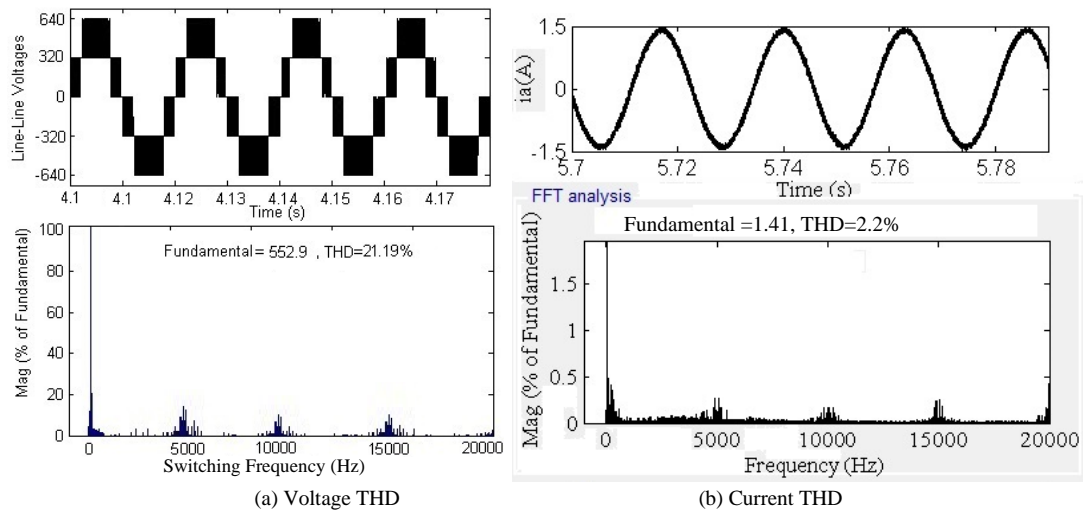 640
320
0
-320
-640
Line-Line Voltages
4.1 4.1 4.12 4.13 4.14 4.15 4.16 4.17
Time (s)
100
80
60
40
20
0
Mag (% of Fundamental)
Fundamental= 552.9 , THD=21.19%
0 5000 10000 15000 20000
Switching Frequency (Hz)
(a) Voltage THD
1.5
0
-1.5
ia(A)
5.7 5.72 5.74 5.76 5.78
Time (s)
FFT analysis
Fundamental =1.41, THD=2.2%
1.5
1
0.5
0
Mag (% of Fundamental)
0 5000 10000 15000 20000
Frequency (Hz)
(b) Current THD